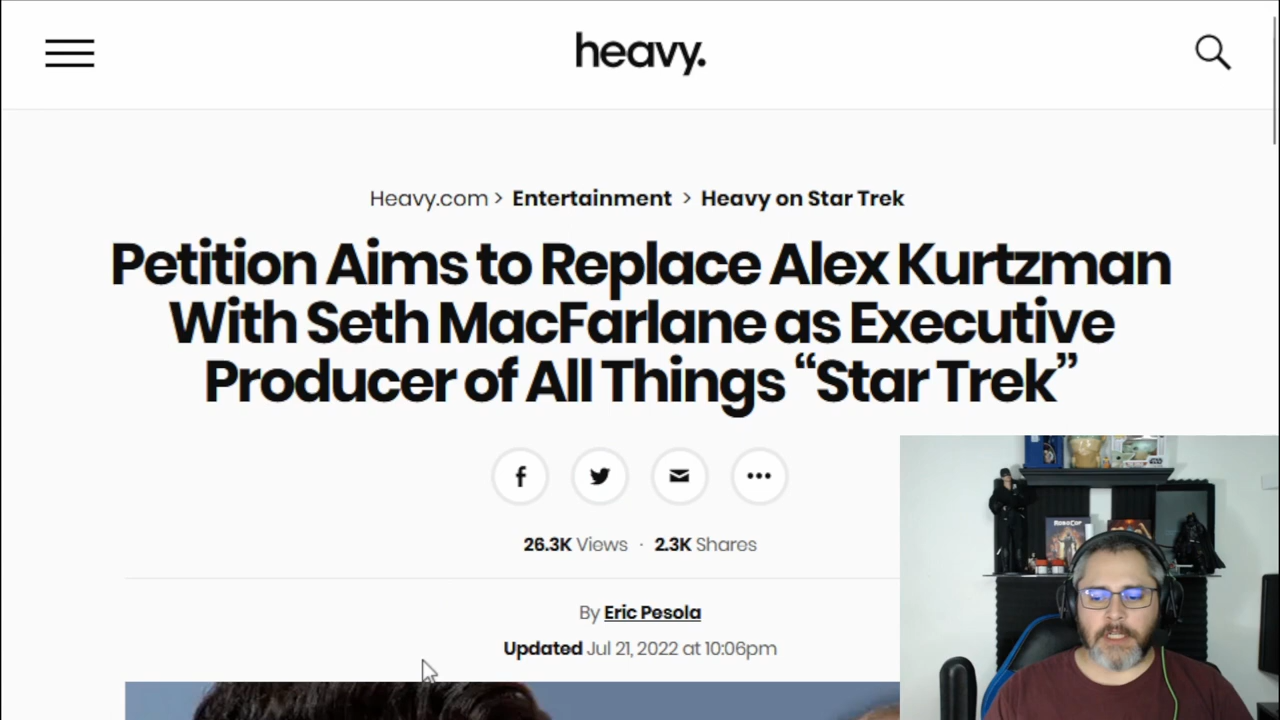 heavy.
Heavy.com > Entertainment > Heavy on Star Trek
Petition Aims to Replace Alex Kurtzman
With Seth MacFarlane as Executive
Producer of All Things “Star Trek”
26.3K Views · 2.3K Shares
By Eric Pesola
Updated Jul 21, 2022 at 10:06pm
ROBOCOP